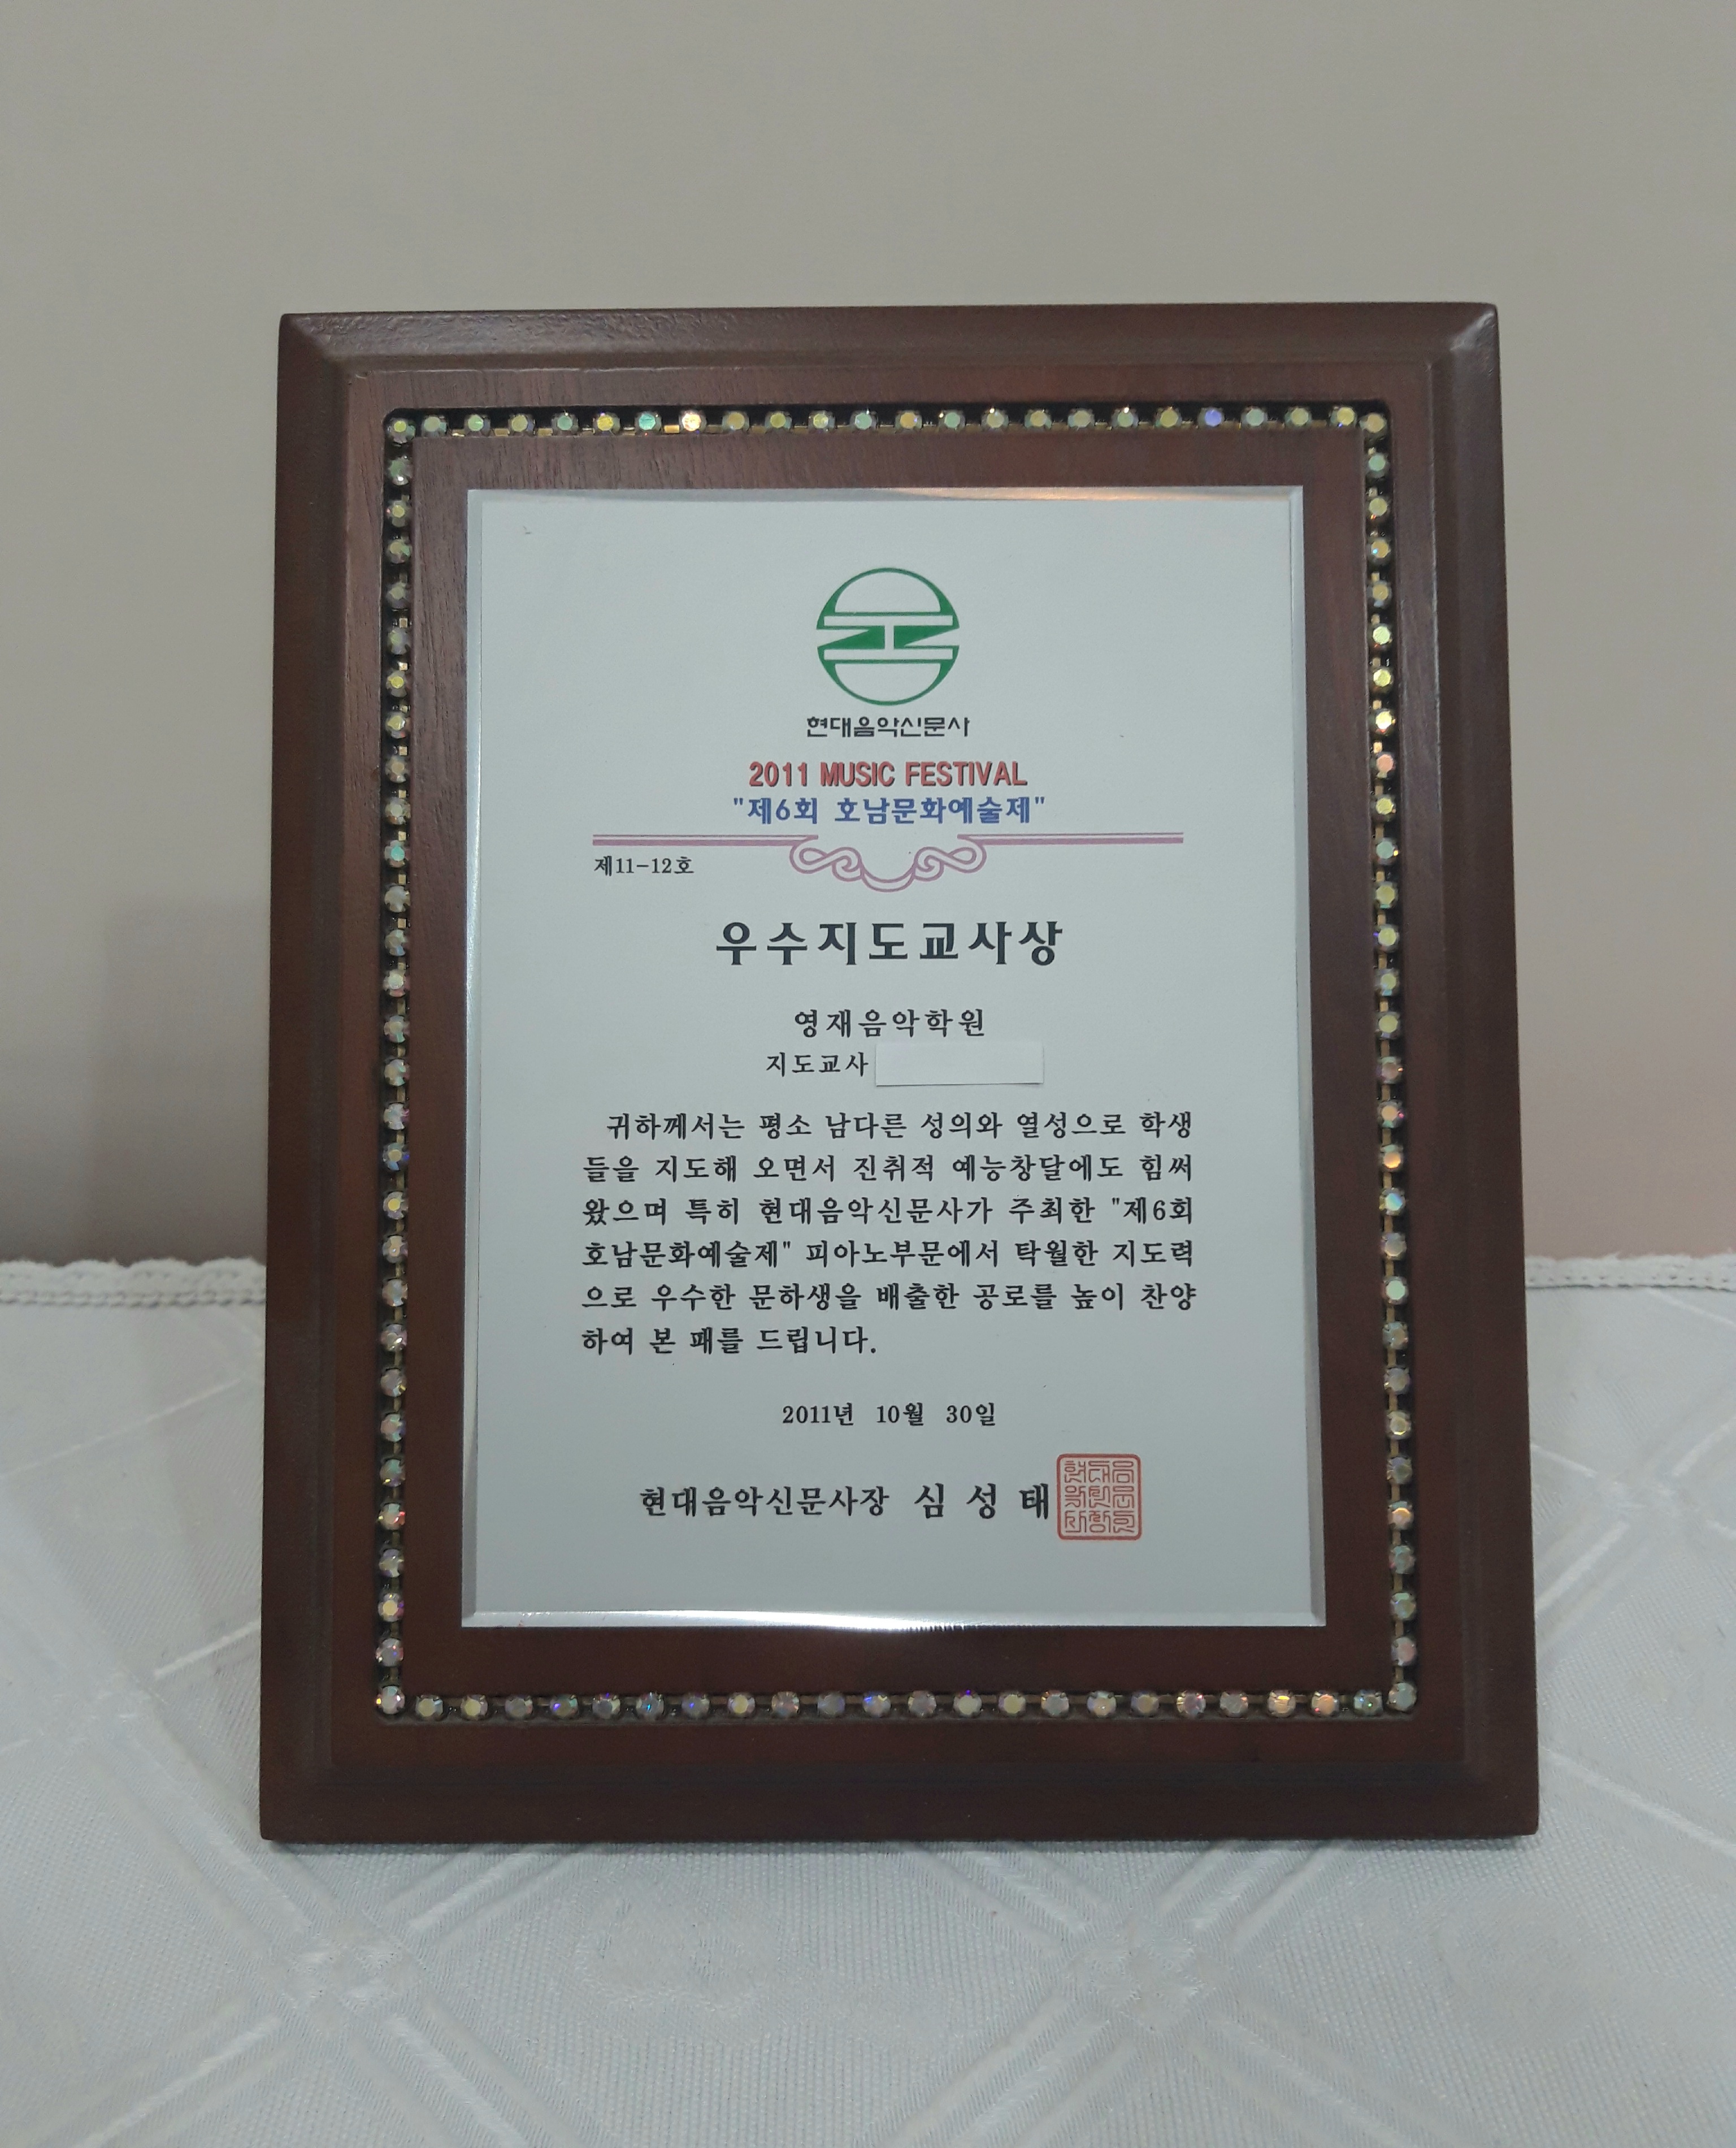 현대음악신문사
2011 MUSIC FESTIVAL
"제6회 호남문화예술제"
제11-12호
우수지도교사상
영재음악학원
지도교사
귀하께서는 평소 남다른 성의와 열성으로 학생
들을 지도해 오면서 진취적 예능창달에도 힘써
왔으며 특히 현대음악신문사가 주최한 "제6회
호남문화예술제" 피아노부문에서 탁월한 지도력
으로 우수한 문하생을 배출한 공로를 높이 찬양
하여 본 패를 드립니다.
2011년 10월 30일
현대음악신문사장 심 성 태